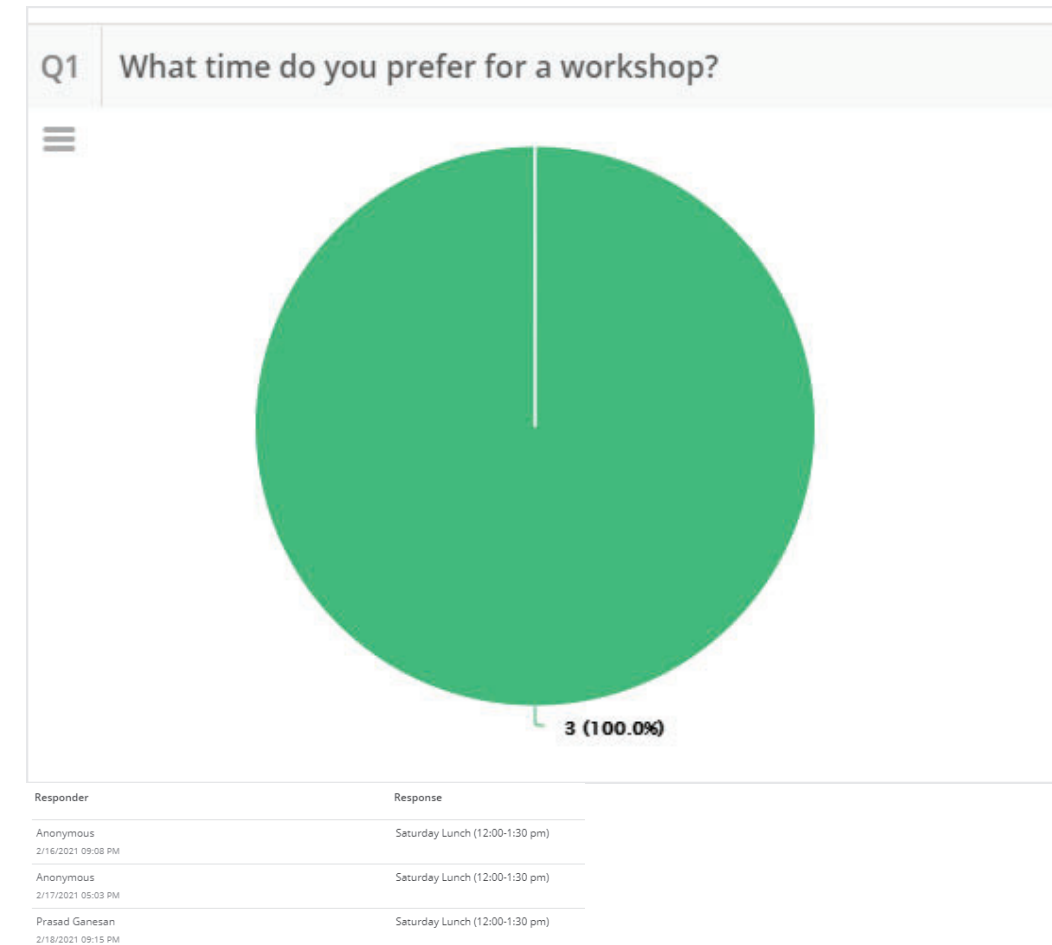 Q1 What time do you prefer for a workshop?
3 (100.0%)
Responder Response
Anonymous Saturday Lunch (12:00-1:30 pm)
2/16/2021 09:08 PM
Anonymous Saturday Lunch (12:00-1:30 pm)
2/17/2021 05:03 PM
Prasad Ganesan Saturday Lunch (12:00-1:30 pm)
2/18/2021 09:15 PM